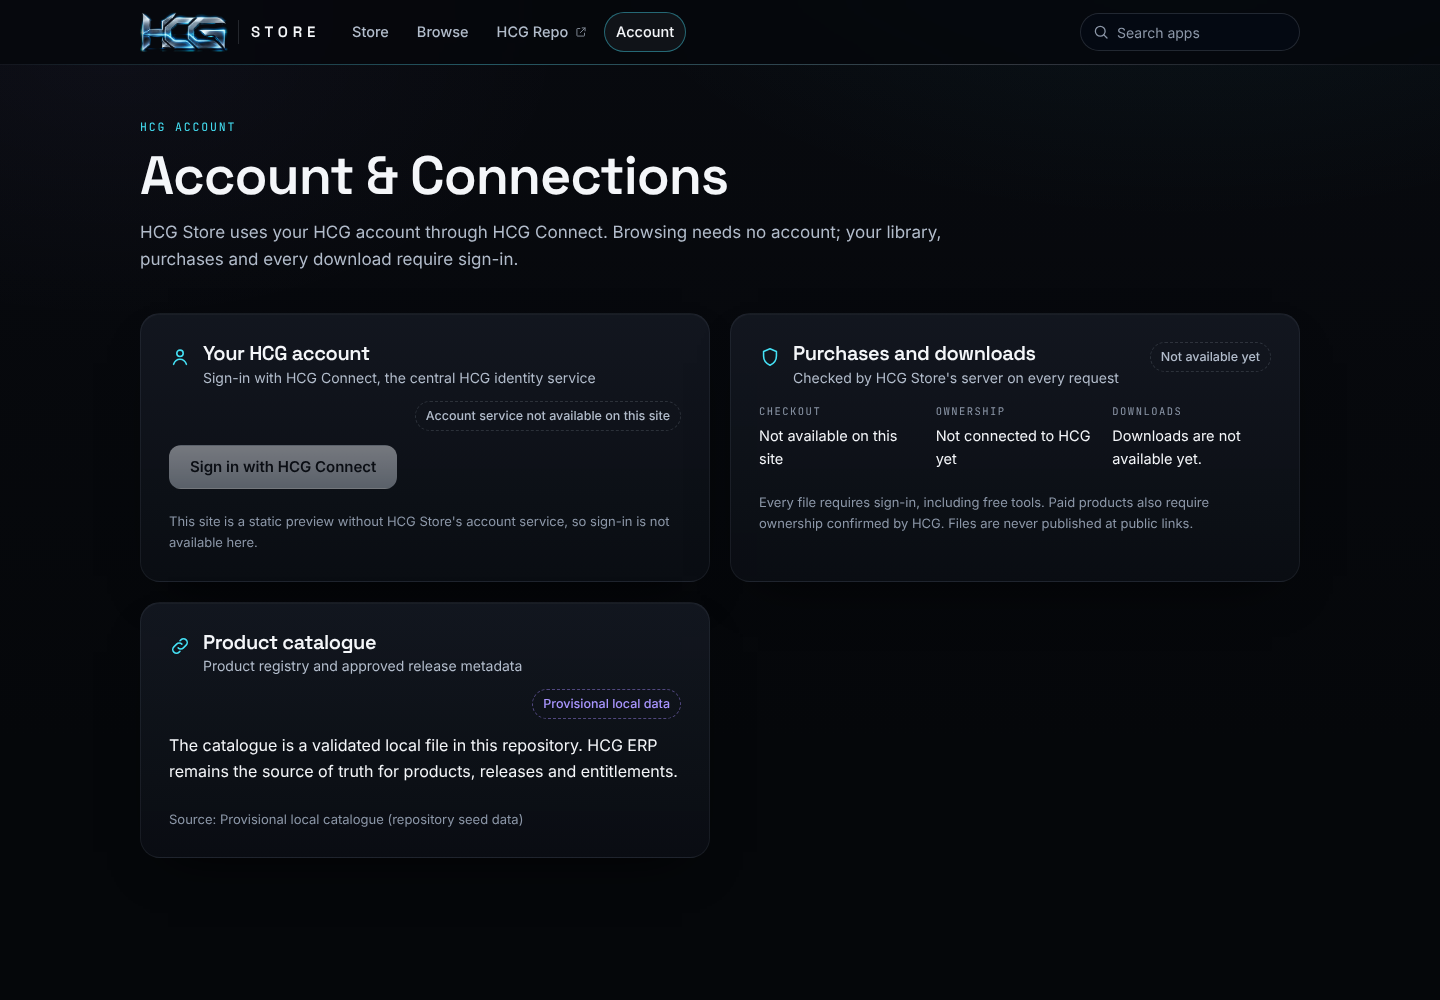 HCG STORE Store Browse HCG Repo Account Search apps
HCG ACCOUNT
Account & Connections
HCG Store uses your HCG account through HCG Connect. Browsing needs no account; your library,
purchases and every download require sign-in.
Your HCG account
Sign-in with HCG Connect, the central HCG identity service
Account service not available on this site
Sign in with HCG Connect
This site is a static preview without HCG Store's account service, so sign-in is not
available here.
Purchases and downloads
Not available yet
Checked by HCG Store's server on every request
CHECKOUT
Not available on this
site
OWNERSHIP
Not connected to HCG
yet
DOWNLOADS
Downloads are not
available yet.
Every file requires sign-in, including free tools. Paid products also require
ownership confirmed by HCG. Files are never published at public links.
Product catalogue
Product registry and approved release metadata
Provisional local data
The catalogue is a validated local file in this repository. HCG ERP
remains the source of truth for products, releases and entitlements.
Source: Provisional local catalogue (repository seed data)